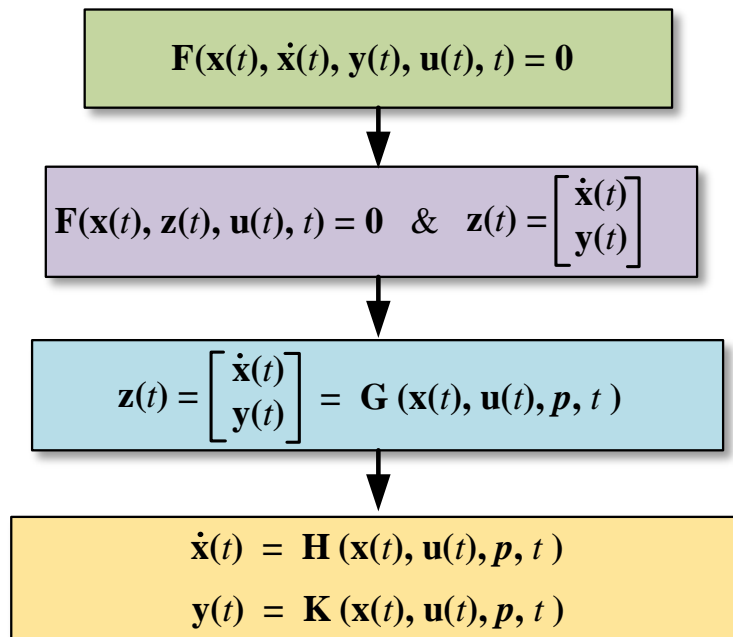 F(x(t), ẋ(t), y(t), u(t), t) = 0
F(x(t), z(t), u(t), t) = 0 & z(t) = [ẋ(t) y(t)]
z(t) = [ẋ(t) y(t)] = G (x(t), u(t), p, t )
ẋ(t) = H (x(t), u(t), p, t )
y(t) = K (x(t), u(t), p, t )